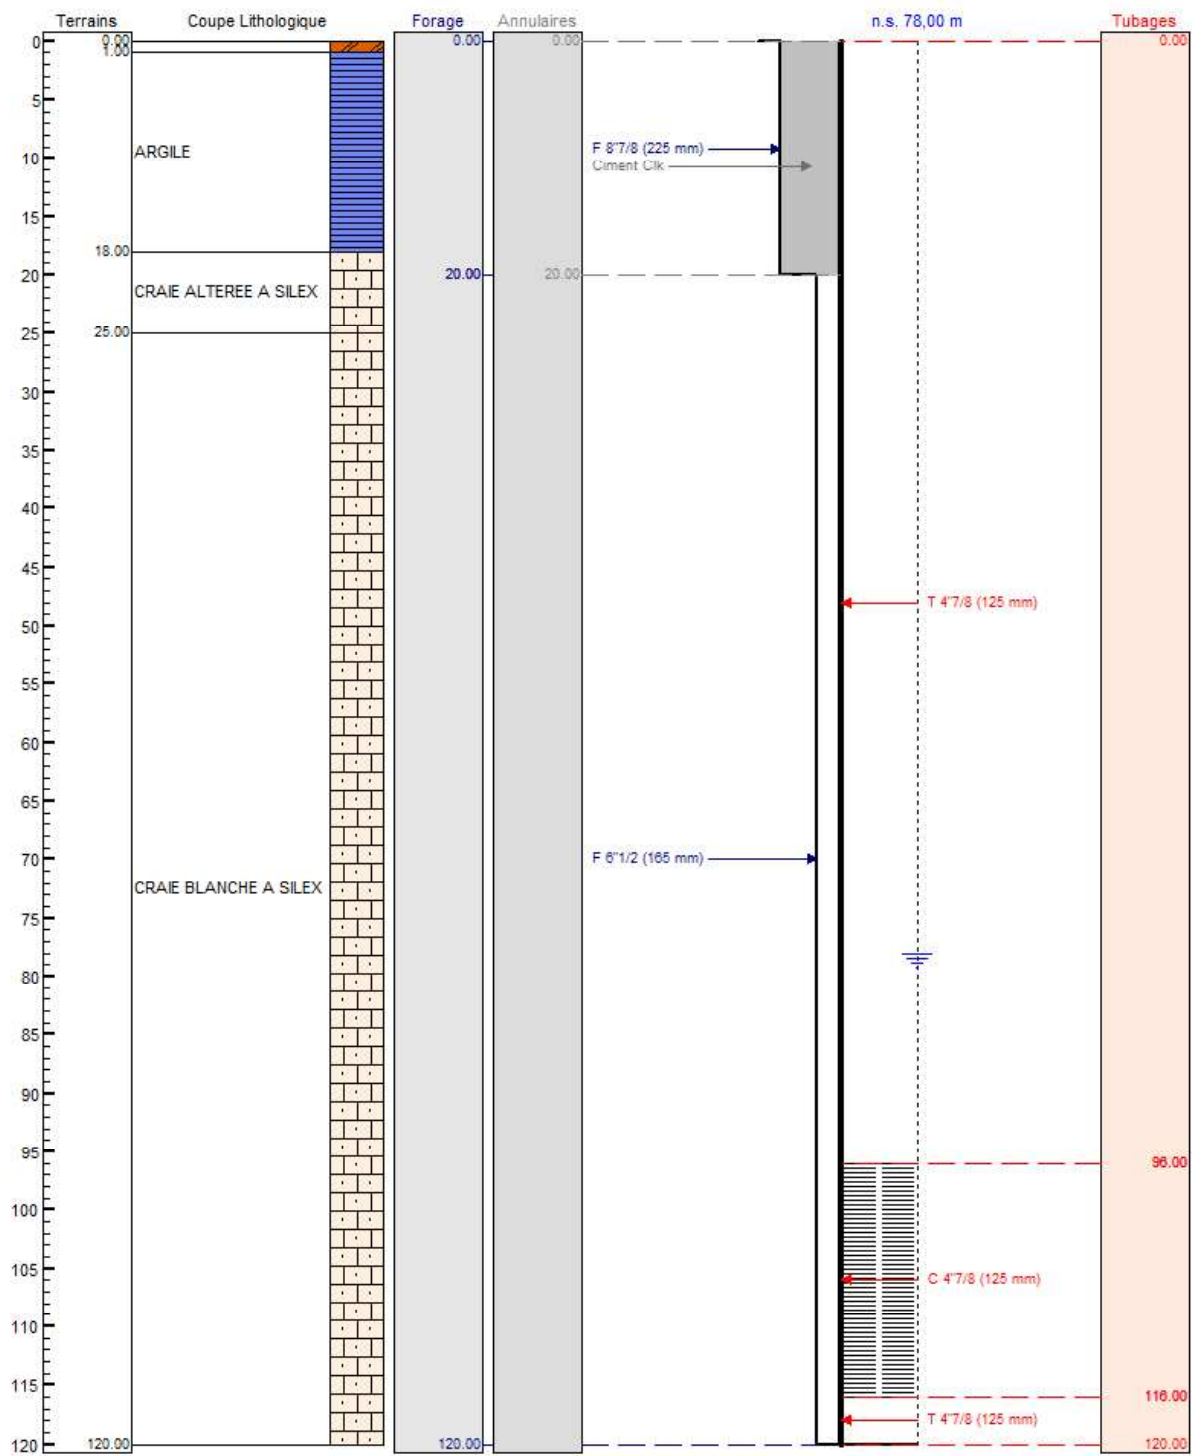 Terrains Coupe Lithologique Forage Annulaires n.s. 78,00 m Tubages
0 0.00 0.00 0.00 0.00
1.00
5
F 8"7/8 (225 mm)
10 ARGILE
Ciment Clk
15
18.00
20 20.00 20.00
CRAIE ALTEREE A SILEX
25 25.00
30
35
40
45
T 4"7/8 (125 mm)
50
55
60
65
70 F 6"1/2 (165 mm)
CRAIE BLANCHE A SILEX
75
80
85
90
95 96.00
100
105
C 4"7/8 (125 mm)
110
115 116.00
T 4"7/8 (125 mm)
120 120.00 120.00 120.00